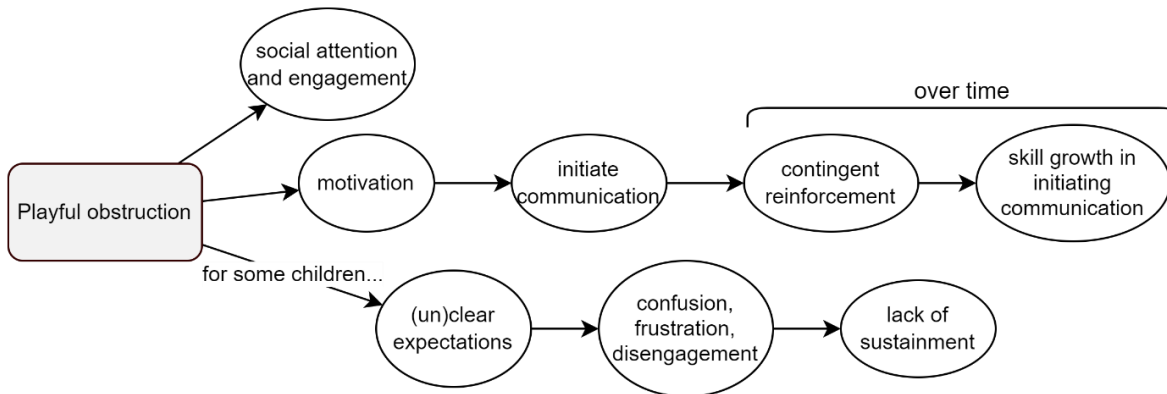 social attention
and engagement
over time
Playful obstruction
motivation
initiate
communication
contingent
reinforcement
skill growth in
initiating
communication
for some children...
(un)clear
expectations
confusion,
frustration,
disengagement
lack of
sustainment